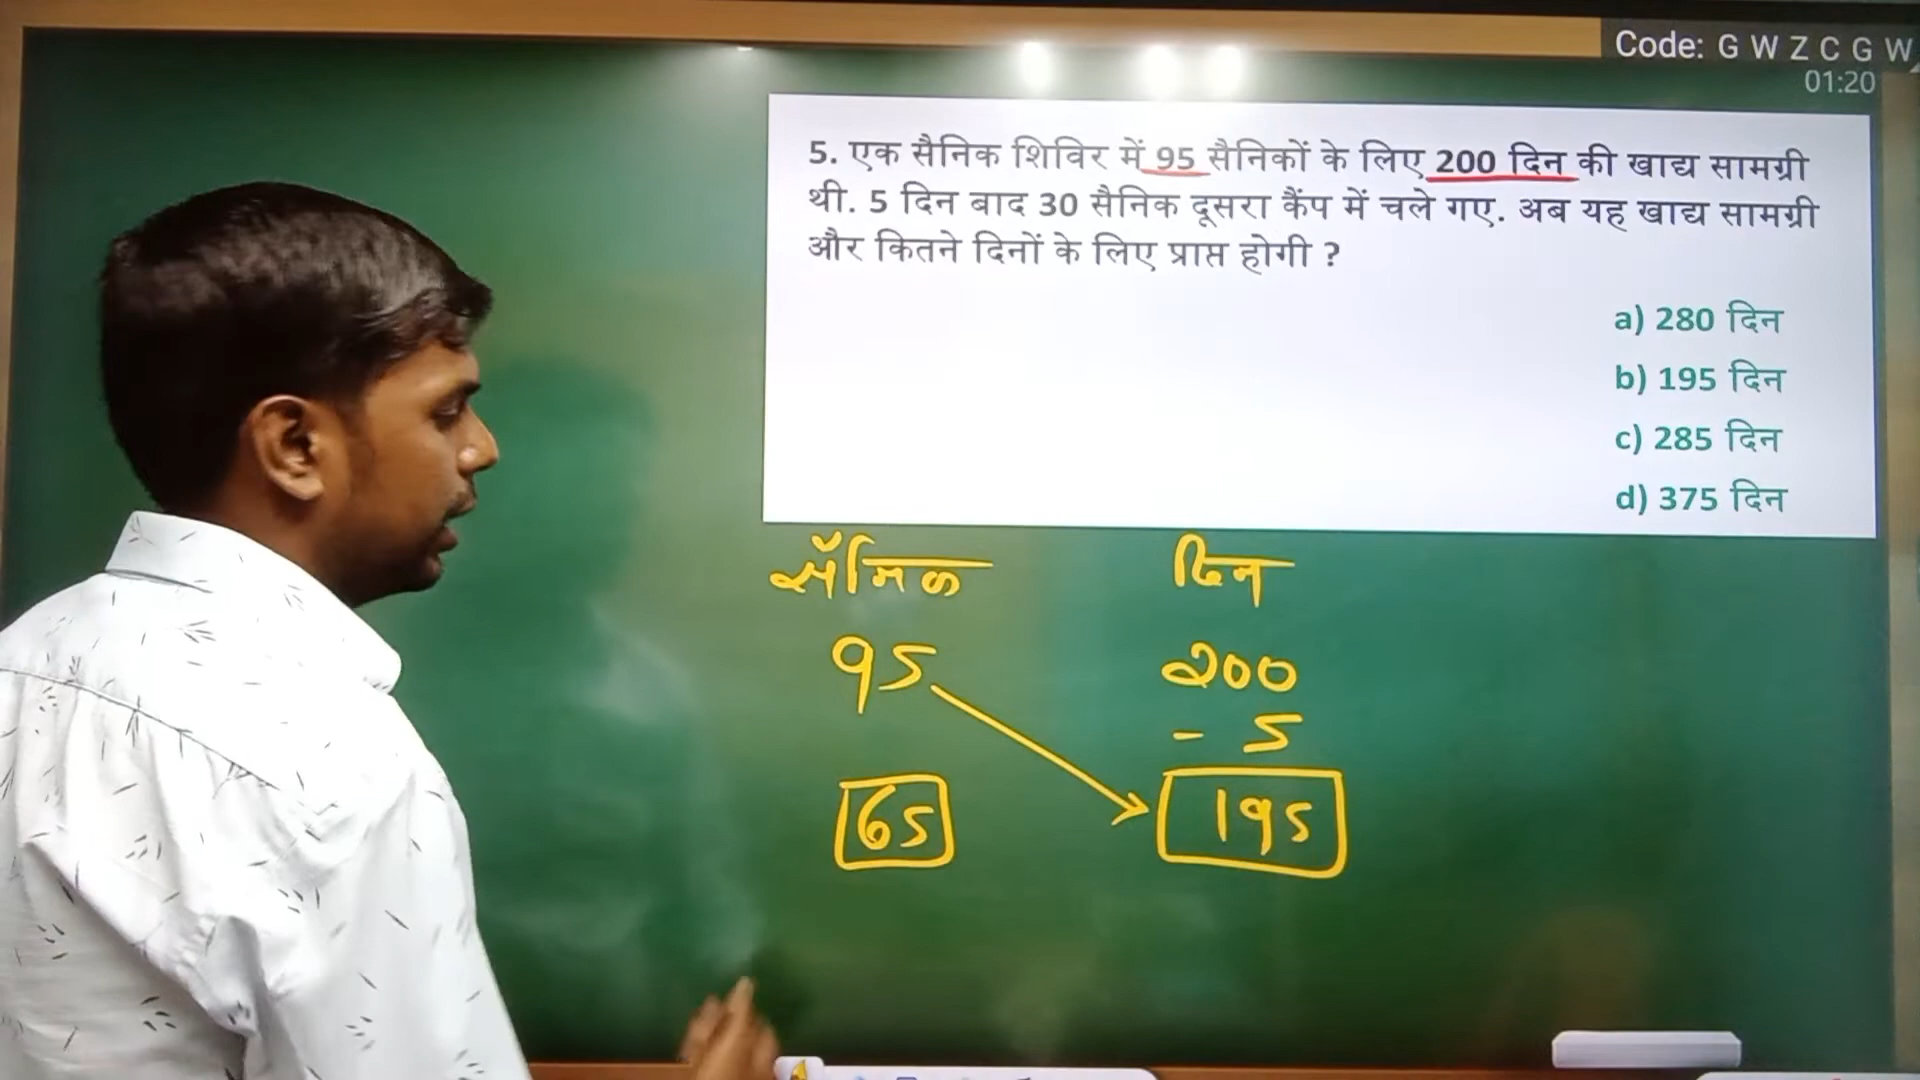 Code: G W Z C G W
01:20
5. एक सैनिक शिविर में 95 सैनिकों के लिए 200 दिन की खाद्य सामग्री
थी. 5 दिन बाद 30 सैनिक दूसरा कैंप में चले गए. अब यह खाद्य सामग्री
और कितने दिनों के लिए प्राप्त होगी ?
a) 280 दिन
b) 195 दिन
c) 285 दिन
d) 375 दिन
सैनिक दिन
95 200
- 5
65 195